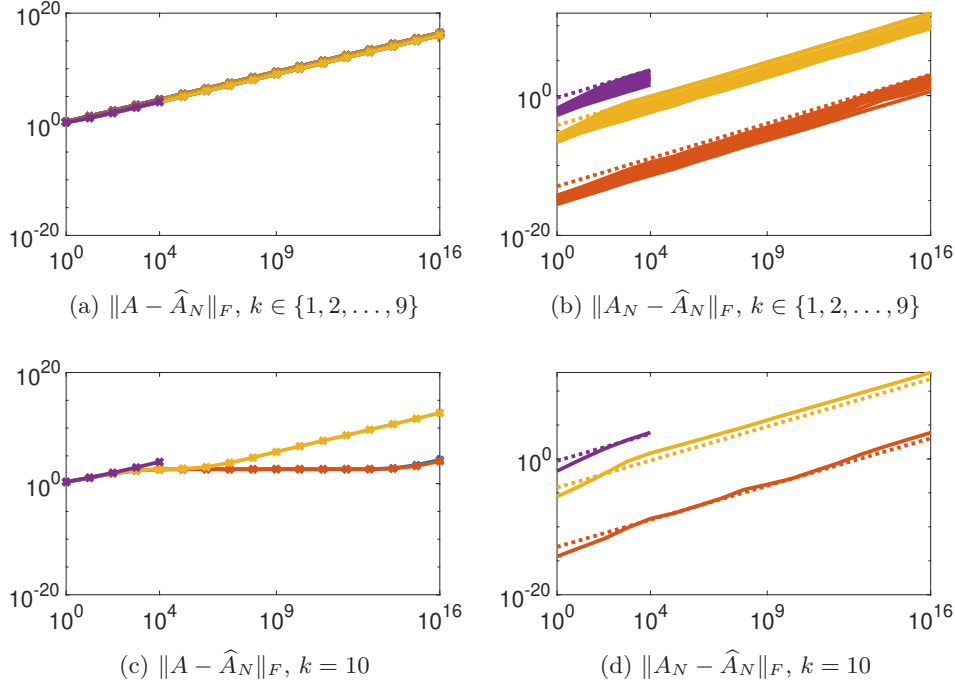 10^20
10^0
10^-20
10^0 10^4 10^9 10^16
(a) ‖A − Â_N‖_F, k ∈ {1, 2, . . . , 9}
10^0
10^-20
10^0 10^4 10^9 10^16
(b) ‖A_N − Â_N‖_F, k ∈ {1, 2, . . . , 9}
10^20
10^0
10^-20
10^0 10^4 10^9 10^16
(c) ‖A − Â_N‖_F, k = 10
10^0
10^-20
10^0 10^4 10^9 10^16
(d) ‖A_N − Â_N‖_F, k = 10